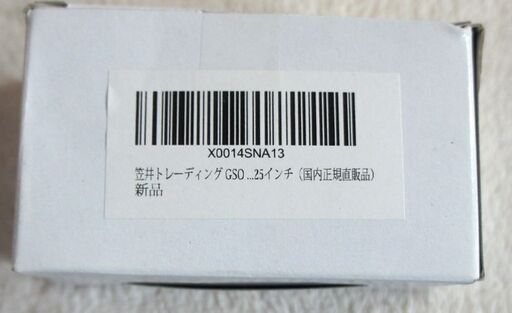 X0014SNA13
笠井トレーディング GSO ...25インチ (国内正規直販品)
新品